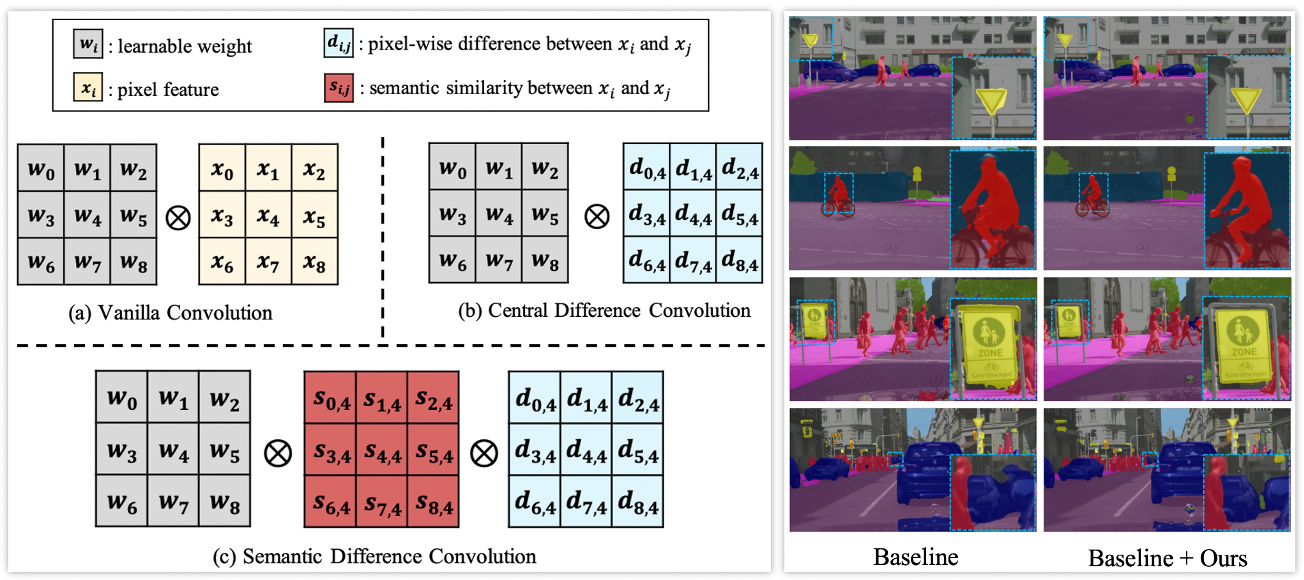 w_i : learnable weight
d_{i,j} : pixel-wise difference between x_i and x_j
x_i : pixel feature
s_{i,j} : semantic similarity between x_i and x_j
w_0 w_1 w_2
w_3 w_4 w_5
w_6 w_7 w_8
⊗
x_0 x_1 x_2
x_3 x_4 x_5
x_6 x_7 x_8
(a) Vanilla Convolution
w_0 w_1 w_2
w_3 w_4 w_5
w_6 w_7 w_8
⊗
d_{0,4} d_{1,4} d_{2,4}
d_{3,4} d_{4,4} d_{5,4}
d_{6,4} d_{7,4} d_{8,4}
(b) Central Difference Convolution
w_0 w_1 w_2
w_3 w_4 w_5
w_6 w_7 w_8
⊗
s_{0,4} s_{1,4} s_{2,4}
s_{3,4} s_{4,4} s_{5,4}
s_{6,4} s_{7,4} s_{8,4}
⊗
d_{0,4} d_{1,4} d_{2,4}
d_{3,4} d_{4,4} d_{5,4}
d_{6,4} d_{7,4} d_{8,4}
(c) Semantic Difference Convolution
ZONE
ZONE
Baseline
Baseline + Ours